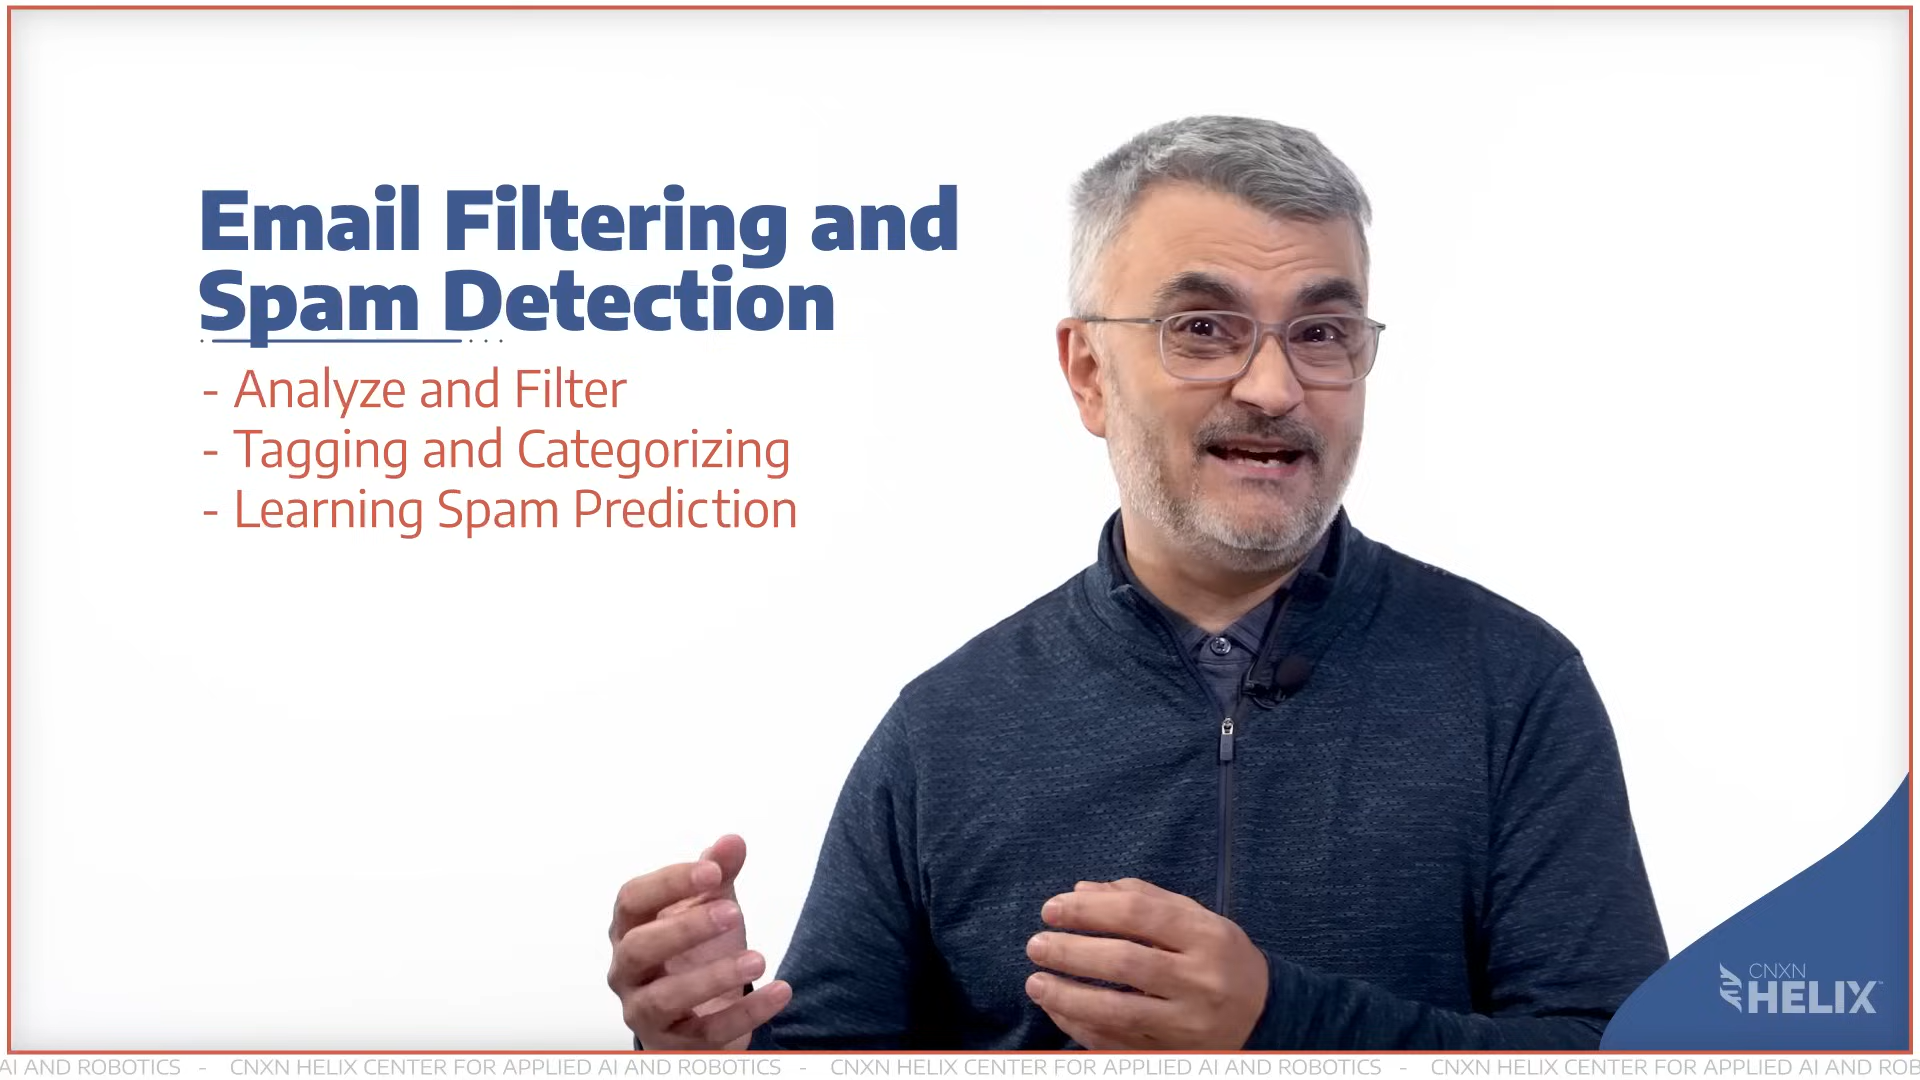 Email Filtering and
Spam Detection
- Analyze and Filter
- Tagging and Categorizing
- Learning Spam Prediction
CNXN
HELIX™
AI AND ROBOTICS - CNXN HELIX CENTER FOR APPLIED AI AND ROBOTICS - CNXN HELIX CENTER FOR APPLIED AI AND ROBOTICS - CNXN HELIX CENTER FOR APPLIED AI AND ROB